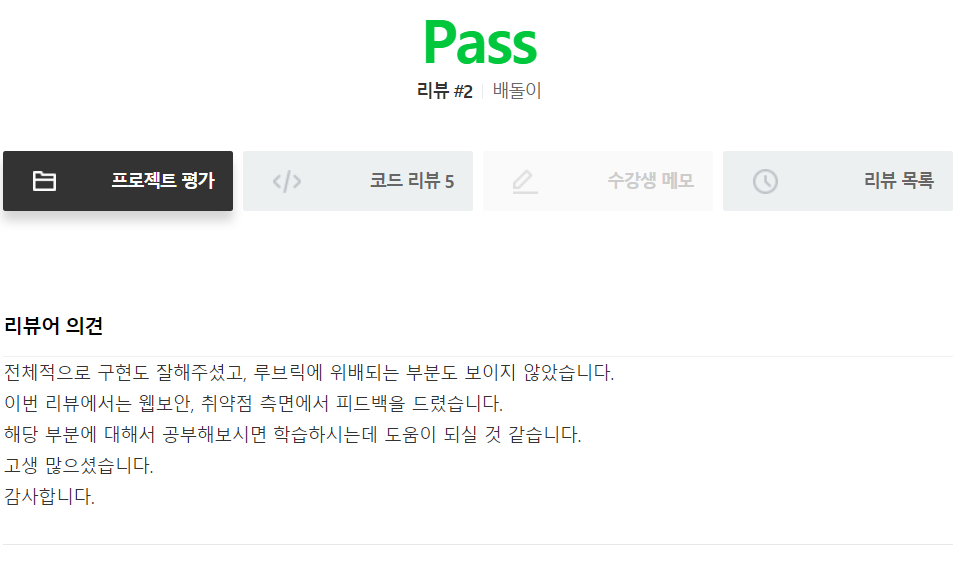 Pass
리뷰 #2 배돌이
프로젝트 평가
</> 코드 리뷰 5
수강생 메모
리뷰 목록
리뷰어 의견
전체적으로 구현도 잘해주셨고, 루브릭에 위배되는 부분도 보이지 않았습니다.
이번 리뷰에서는 웹보안, 취약점 측면에서 피드백을 드렸습니다.
해당 부분에 대해서 공부해보시면 학습하시는데 도움이 되실 것 같습니다.
고생 많으셨습니다.
감사합니다.